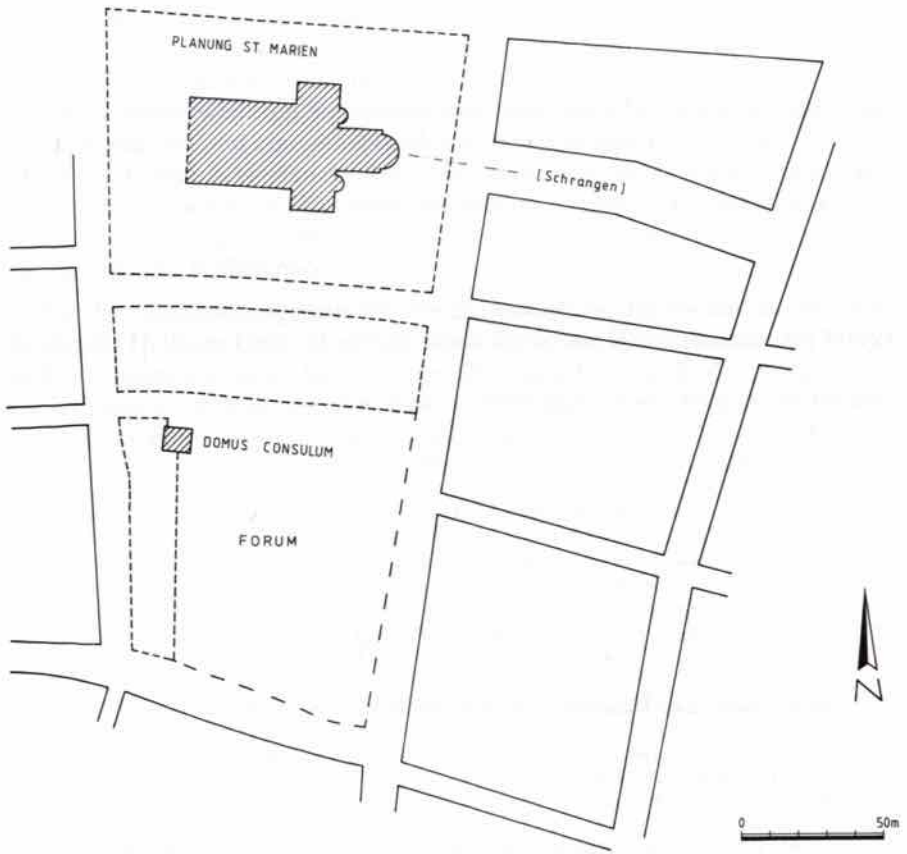 PLANUNG ST MARIEN
(Schrangen)
DOMUS CONSULUM
FORUM
N
0 50m